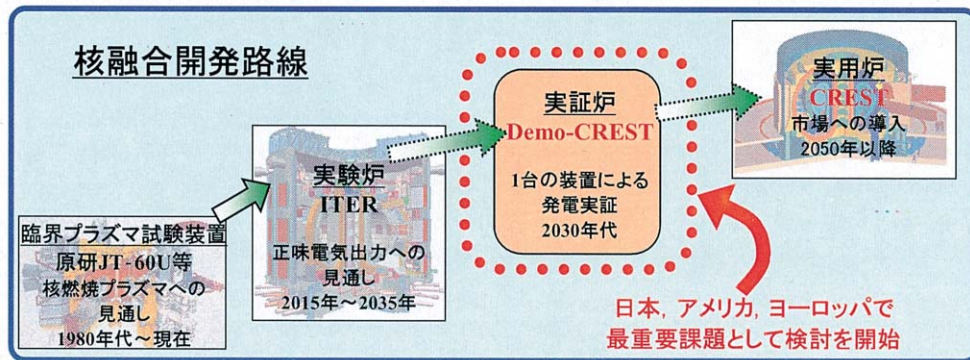 核融合開発路線
臨界プラズマ試験装置
原研JT-60U等
核燃焼プラズマへの
見通し
1980年代～現在
実験炉
ITER
正味電気出力への
見通し
2015年～2035年
実証炉
Demo-CREST
1台の装置による
発電実証
2030年代
実用炉
CREST
市場への導入
2050年以降
日本, アメリカ, ヨーロッパで
最重要課題として検討を開始